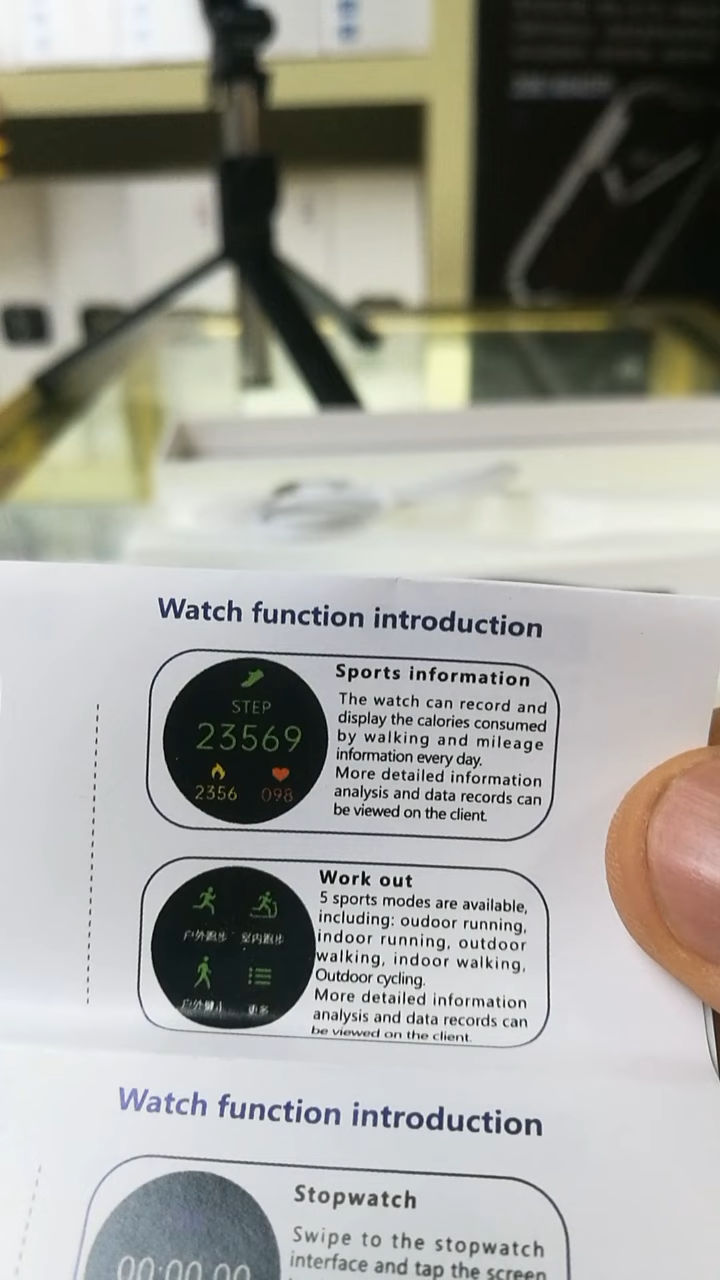 Watch function introduction
STEP
23569
2356 098
Sports information
The watch can record and
display the calories consumed
by walking and mileage
information every day.
More detailed information
analysis and data records can
be viewed on the client.
户外跑步 室内跑步
更多
Work out
5 sports modes are available,
including: oudoor running,
indoor running, outdoor
walking, indoor walking,
Outdoor cycling.
More detailed information
analysis and data records can
be viewed on the client.
Watch function introduction
00:00.00
Stopwatch
Swipe to the stopwatch
interface and tap the screen